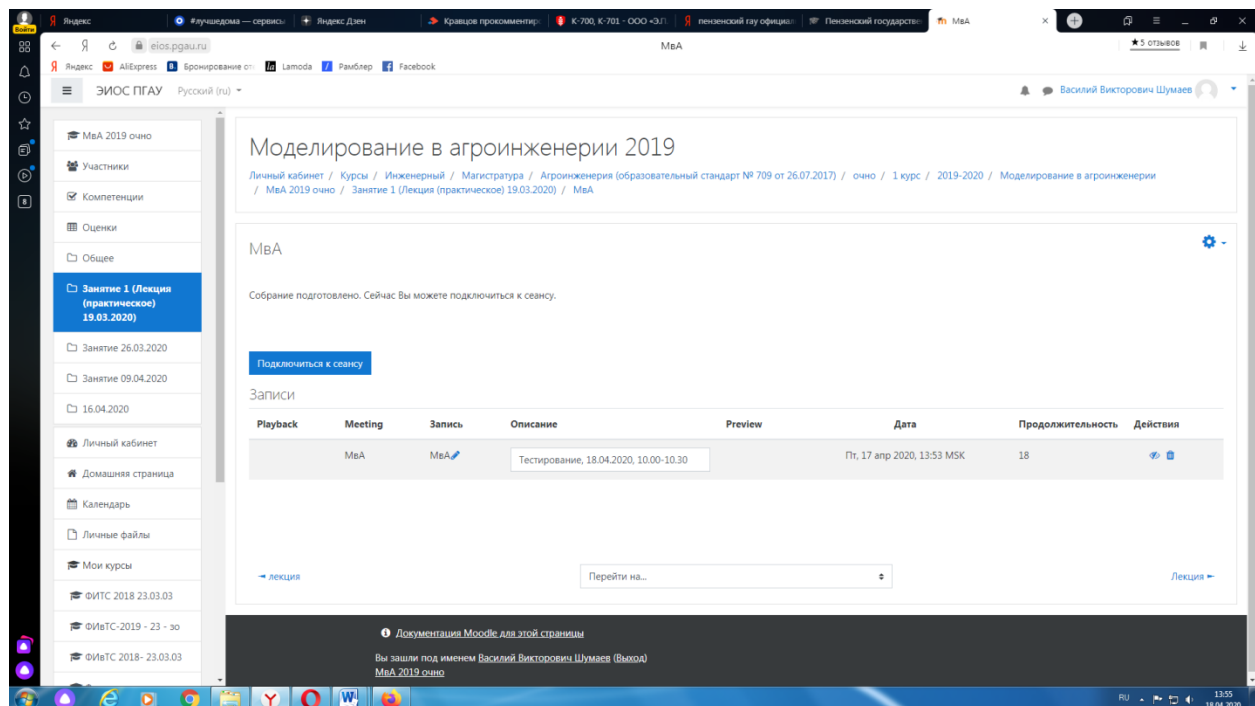 Яндекс
#лучшедома — сервисы
Яндекс.Дзен
Кравцов прокомментиро
К-700, К-701 - ООО «ЭЛ
пензенский гау официал
Пензенский государстве
МвА
Войти
eios.pgau.ru
МвА
5 отзывов
Яндекс
AliExpress
Бронирование от
Lamoda
Рамблер
Facebook
ЭИОС ПГАУ
Русский (ru)
Василий Викторович Шумаев
МвА 2019 очно
Участники
Компетенции
Оценки
Общее
Занятие 1 (Лекция
(практическое)
19.03.2020)
Занятие 26.03.2020
Занятие 09.04.2020
16.04.2020
Личный кабинет
Домашняя страница
Календарь
Личные файлы
Мои курсы
ФИТС 2018 23.03.03
ФИвТС-2019 - 23 - зо
ФИвТС 2018- 23.03.03
Моделирование в агроинженерии 2019
Личный кабинет / Курсы / Инженерный / Магистратура / Агроинженерия (образовательный стандарт № 709 от 26.07.2017) / очно / 1 курс / 2019-2020 / Моделирование в агроинженерии
/ МвА 2019 очно / Занятие 1 (Лекция (практическое) 19.03.2020) / МвА
МвА
Собрание подготовлено. Сейчас Вы можете подключиться к сеансу.
Подключиться к сеансу
Записи
Playback Meeting Запись Описание Preview Дата Продолжительность Действия
МвА МвА Тестирование, 18.04.2020, 10.00-10.30 Пт, 17 апр 2020, 13:53 MSK 18
◄ лекция
Перейти на...
Лекция ►
Документация Moodle для этой страницы
Вы зашли под именем Василий Викторович Шумаев (Выход)
МвА 2019 очно
RU
13:55
18.04.2020